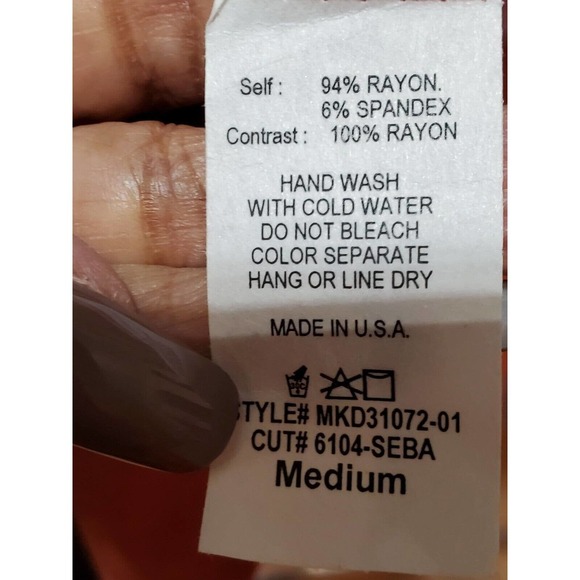 Self : 94% RAYON.
6% SPANDEX
Contrast : 100% RAYON
HAND WASH
WITH COLD WATER
DO NOT BLEACH
COLOR SEPARATE
HANG OR LINE DRY
MADE IN U.S.A.
STYLE# MKD31072-01
CUT# 6104-SEBA
Medium